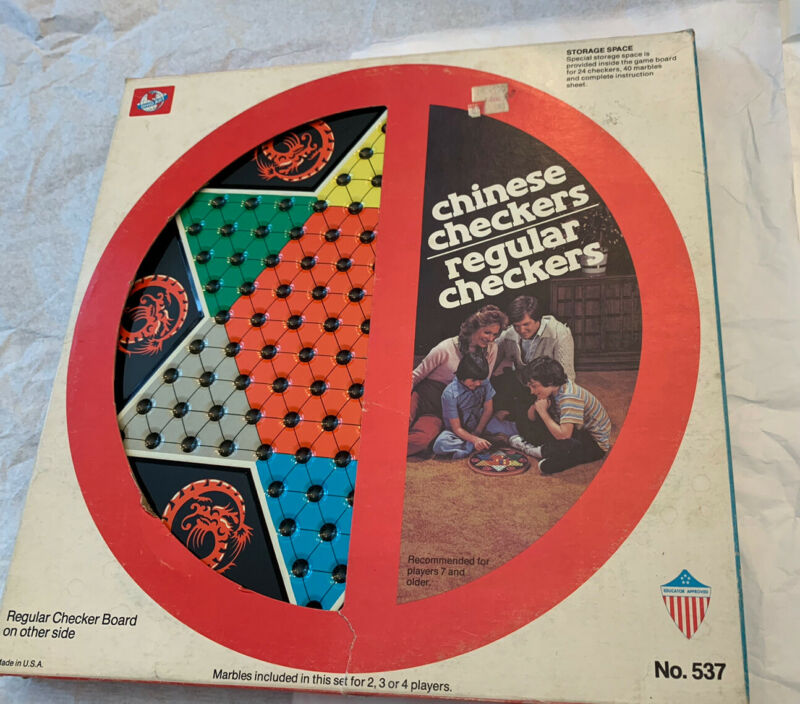 STORAGE SPACE
Special storage space is
provided inside the game board
for 24 checkers, 40 marbles
and complete instruction
sheet.
chinese
checkers
regular
checkers
Recommended for
players 7 and
older.
EDUCATOR APPROVED
Regular Checker Board
on other side
Made in U.S.A.
Marbles included in this set for 2, 3 or 4 players.
No. 537